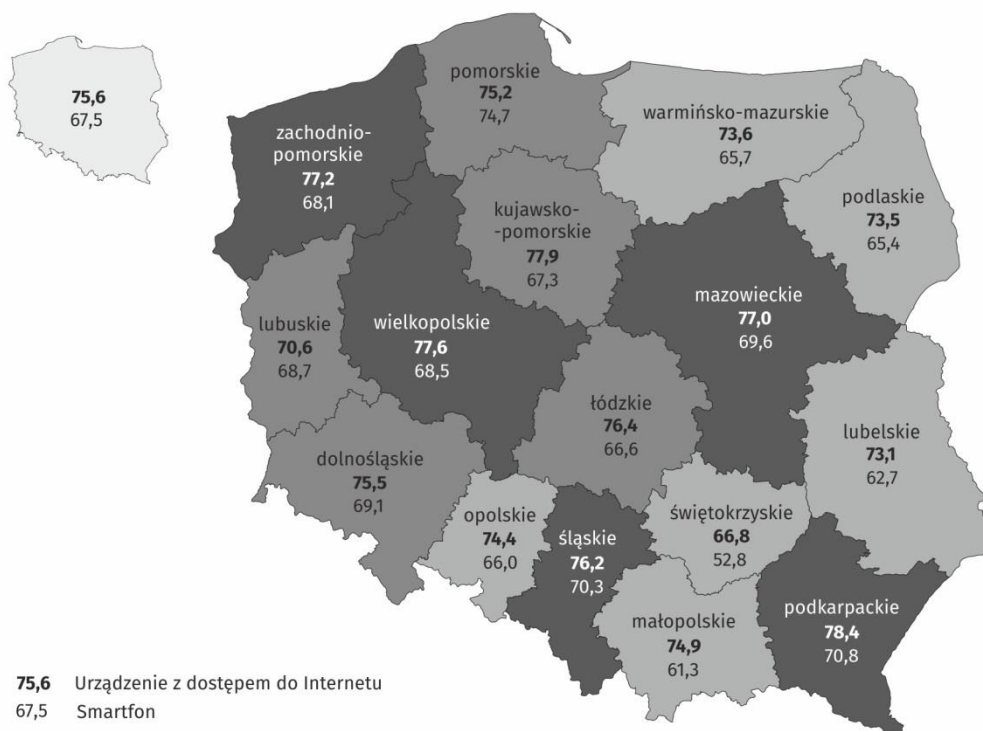 75,6
67,5
pomorskie
75,2
74,7
warmińsko-mazurskie
73,6
65,7
zachodnio-
pomorskie
77,2
68,1
podlaskie
73,5
65,4
kujawsko-
-pomorskie
77,9
67,3
mazowieckie
77,0
69,6
lubuskie
70,6
68,7
wielkopolskie
77,6
68,5
łódzkie
76,4
66,6
lubelskie
73,1
62,7
dolnośląskie
75,5
69,1
opolskie
74,4
66,0
śląskie
76,2
70,3
świętokrzyskie
66,8
52,8
małopolskie
74,9
61,3
podkarpackie
78,4
70,8
75,6 Urządzenie z dostępem do Internetu
67,5 Smartfon